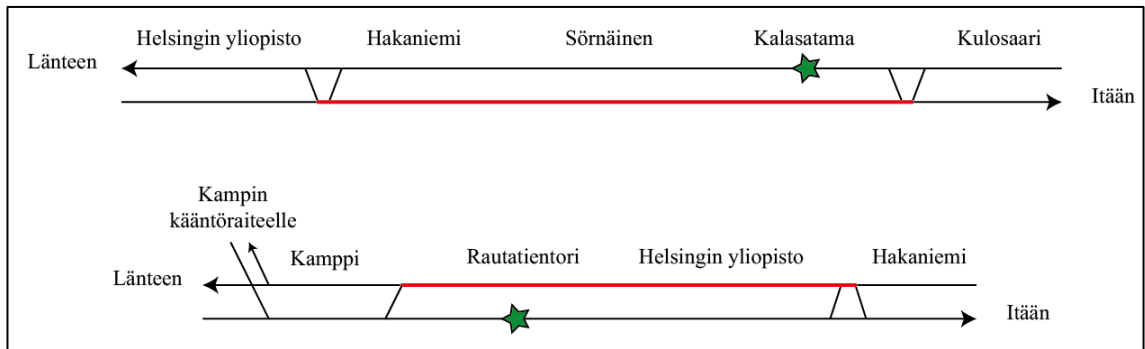 Helsingin yliopisto Hakaniemi Sörnäinen Kalasatama Kulosaari
Länteen
Itään
Kampin
kääntöraiteelle
Kamppi Rautatientori Helsingin yliopisto Hakaniemi
Länteen
Itään